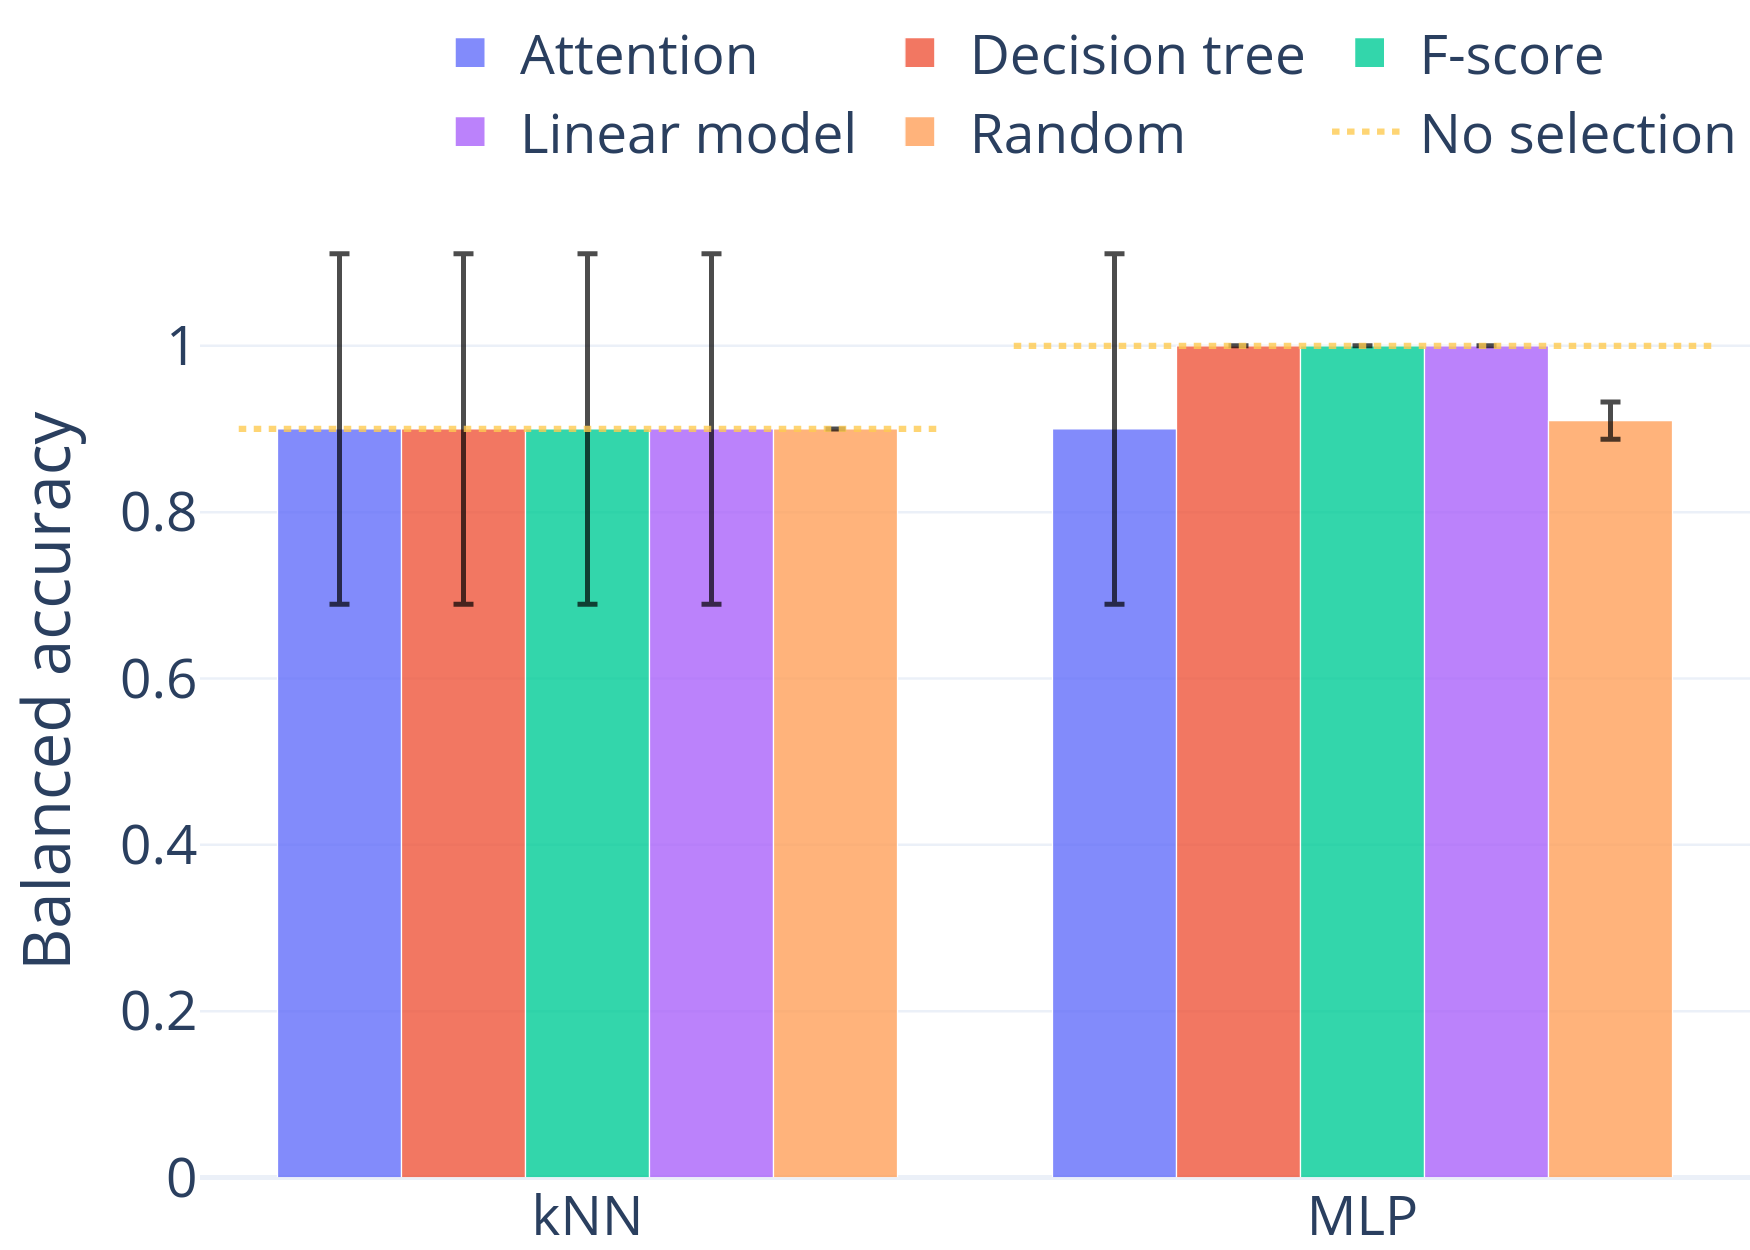 Attention Decision tree F-score
Linear model Random No selection
Balanced accuracy
1
0.8
0.6
0.4
0.2
0
kNN MLP